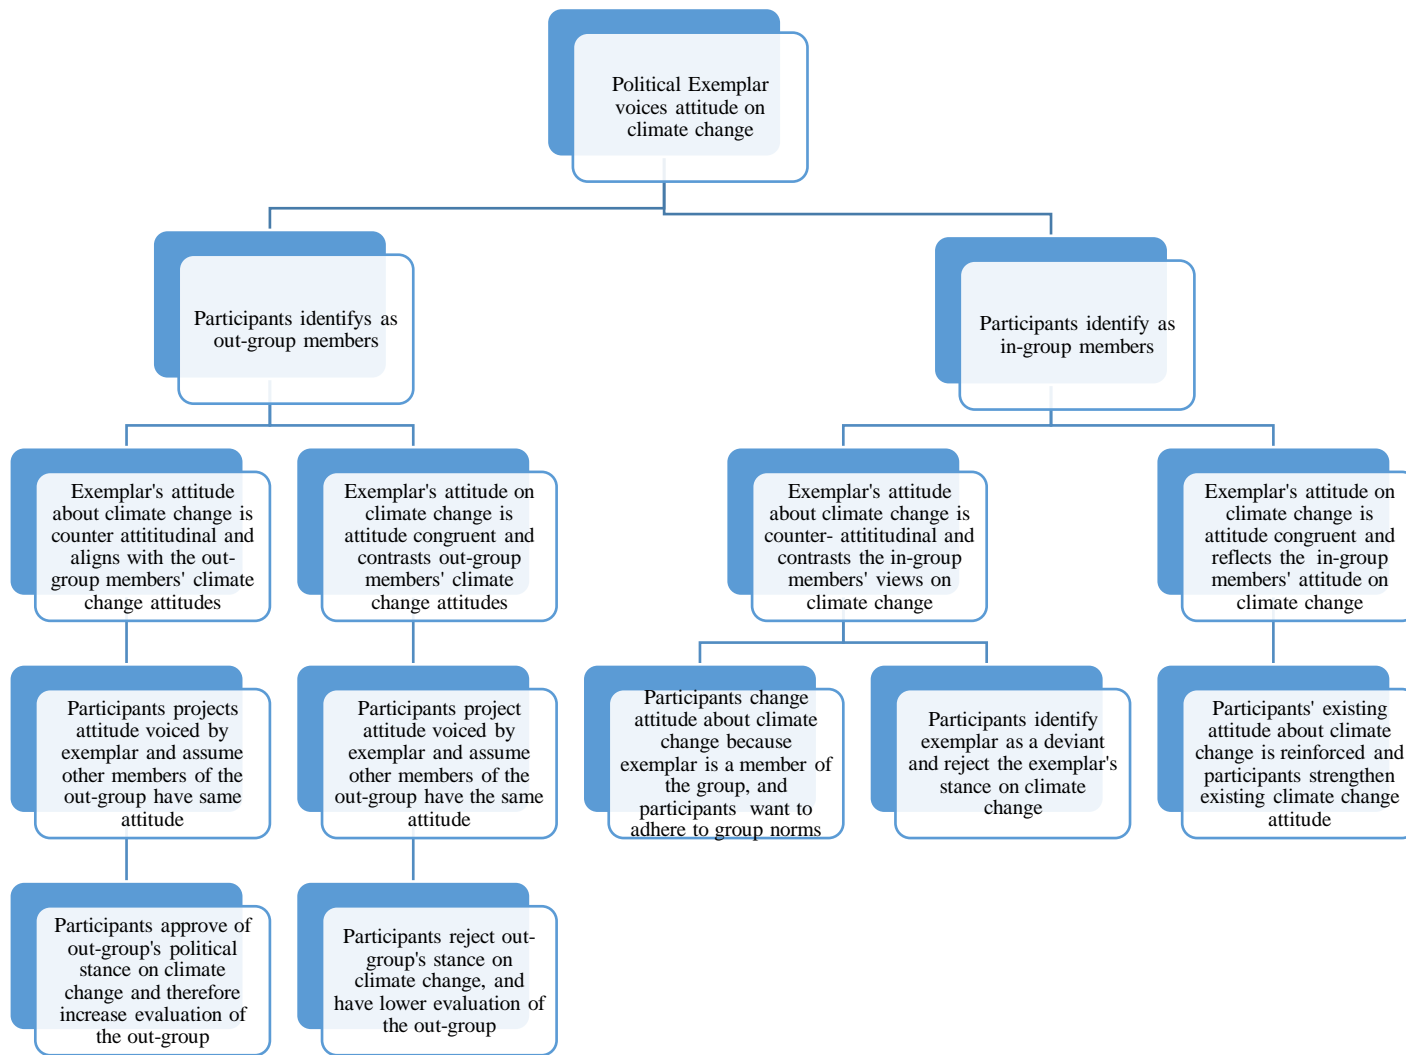 Political Exemplar
voices attitude on
climate change
Participants identifys as
out-group members
Participants identify as
in-group members
Exemplar's attitude
about climate change is
counter attititudinal and
aligns with the out-
group members' climate
change attitudes
Exemplar's attitude on
climate change is
attitude congruent and
contrasts out-group
members' climate
change attitudes
Exemplar's attitude
about climate change is
counter- attititudinal and
contrasts the in-group
members' views on
climate change
Exemplar's attitude on
climate change is
attitude congruent and
reflects the in-group
members' attitude on
climate change
Participants projects
attitude voiced by
exemplar and assume
other members of the
out-group have same
attitude
Participants project
attitude voiced by
exemplar and assume
other members of the
out-group have the same
attitude
Participants change
attitude about climate
change because
exemplar is a member of
the group, and
participants want to
adhere to group norms
Participants identify
exemplar as a deviant
and reject the exemplar's
stance on climate
change
Participants' existing
attitude about climate
change is reinforced and
participants strengthen
existing climate change
attitude
Participants approve of
out-group's political
stance on climate
change and therefore
increase evaluation of
the out-group
Participants reject out-
group's stance on
climate change, and
have lower evaluation of
the out-group